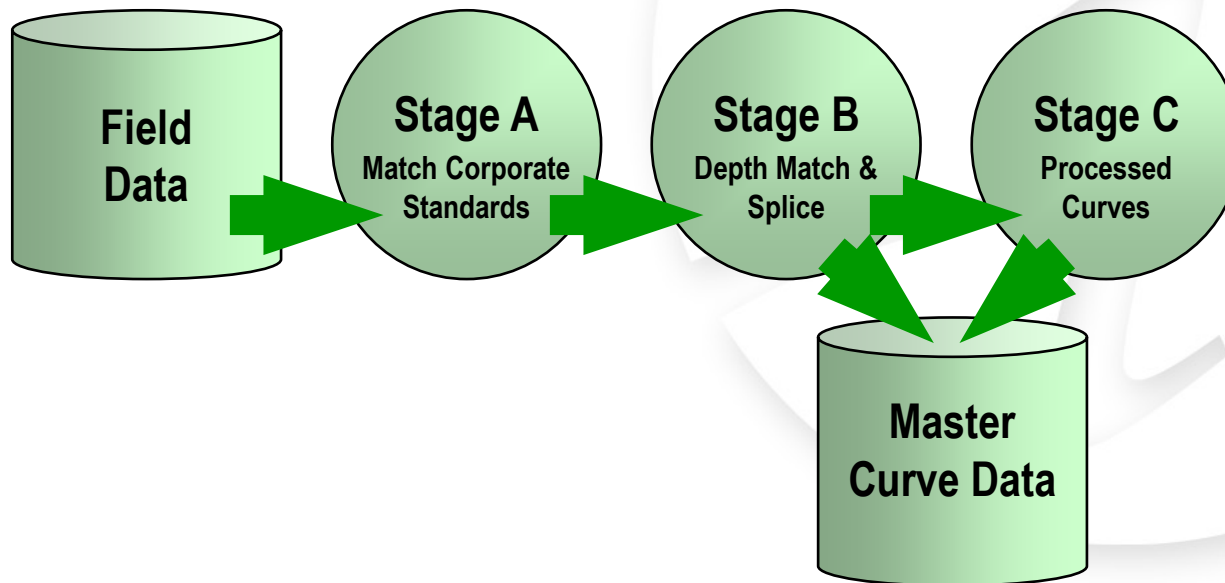 Field
Data
Stage A
Match Corporate
Standards
Stage B
Depth Match &
Splice
Stage C
Processed
Curves
Master
Curve Data